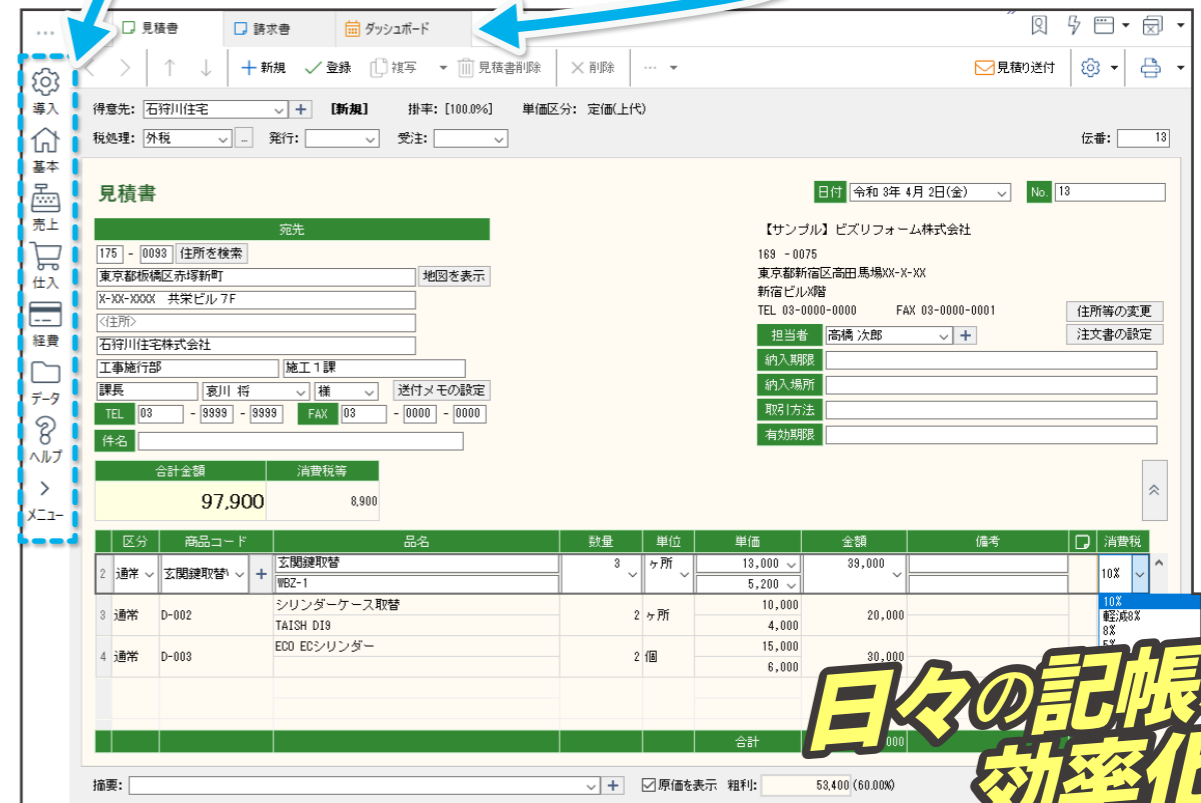 見積書 請求書 ダッシュボード
新規 登録 複写 見積書削除 削除 見積り送付
導入
基本
売上
仕入
経費
データ
ヘルプ
メニュー
得意先: 石狩川住宅 [新規] 掛率: [100.0%] 単価区分: 定価(上代)
税処理: 外税 発行: 受注: 伝番: 13
見積書
日付 令和 3年 4月 2日(金) No. 13
宛先
175 - 0093 住所を検索
東京都板橋区赤塚新町 地図を表示
X-XX-XXXX 共栄ビル 7F
<住所>
石狩川住宅株式会社
工事施行部 施工1課
課長 哀川 将 様 送付メモの設定
TEL 03 - 9999 - 9999 FAX 03 - 0000 - 0000
件名
【サンプル】ビズリフォーム株式会社
169 -0075
東京都新宿区高田馬場XX-X-XX
新宿ビルX階
TEL 03-0000-0000 FAX 03-0000-0001 住所等の変更
担当者 高橋 次郎 注文書の設定
納入期限
納入場所
取引方法
有効期限
合計金額 消費税等
97,900 8,900
区分 商品コード 品名 数量 単位 単価 金額 備考 消費税
2 通常 玄関鍵取替 玄関鍵取替 3 ヶ所 13,000 39,000 10%
WBZ-1 5,200
3 通常 D-002 シリンダーケース取替 2 ヶ所 10,000 20,000
TAISH DI9 4,000
4 通常 D-003 ECO ECシリンダー 2 個 15,000 30,000
6,000
10%
軽減8%
8%
5%
合計 000
摘要: 原価を表示 粗利: 53,400 (60.00%)
日々の記帳
効率化